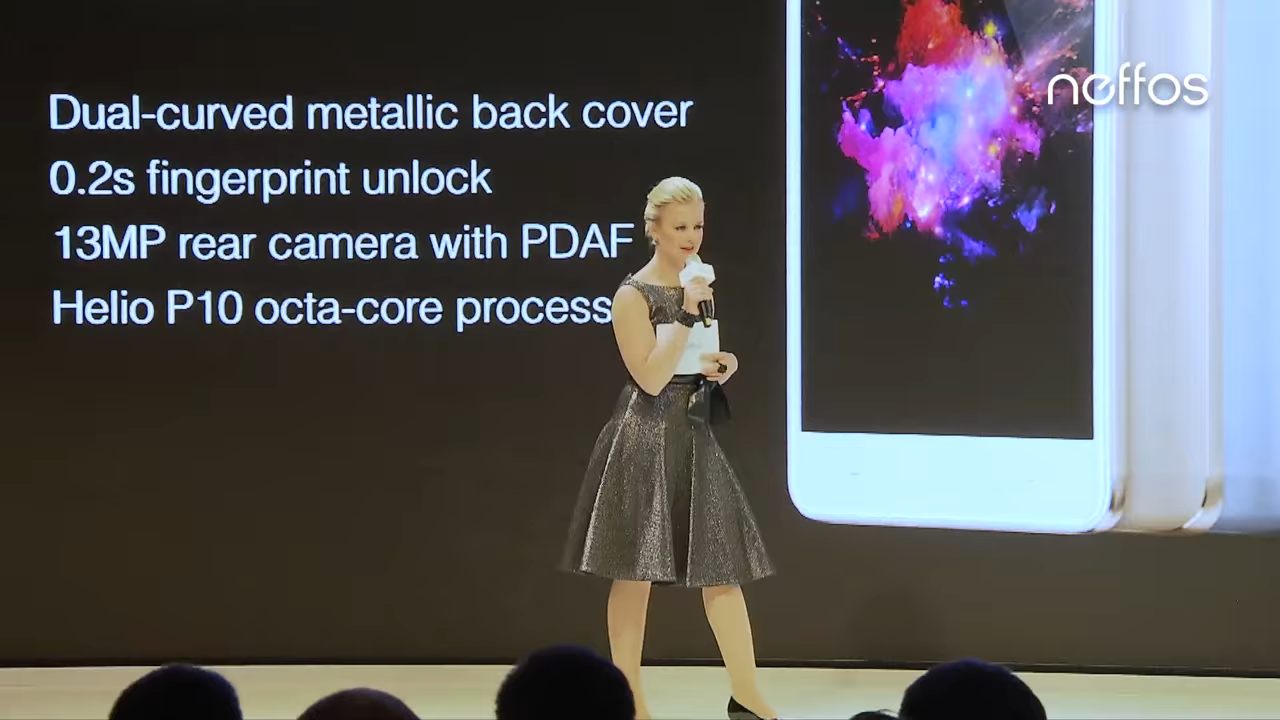 Dual-curved metallic back cover
0.2s fingerprint unlock
13MP rear camera with PDAF
Helio P10 octa-core process
neffos